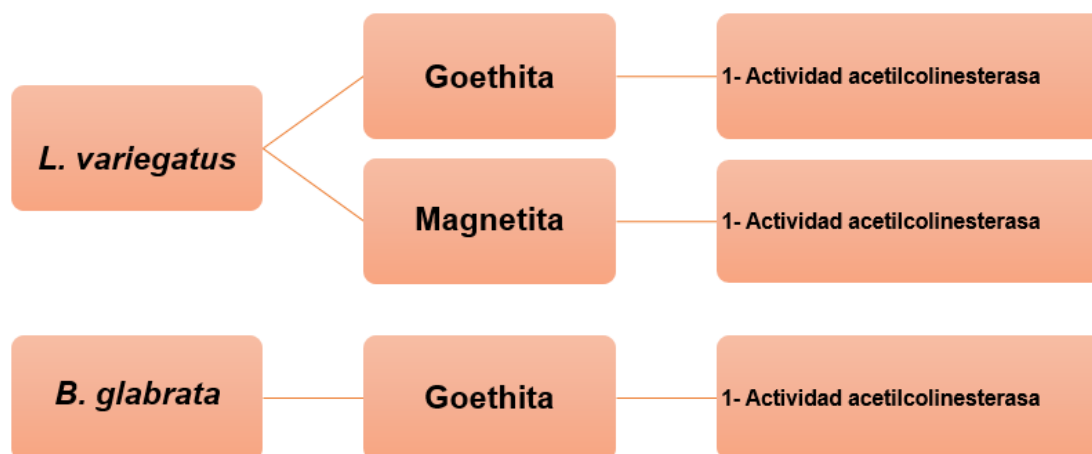 Goethita
1- Actividad acetilcolinesterasa
L. variegatus
Magnetita
1- Actividad acetilcolinesterasa
B. glabrata
Goethita
1- Actividad acetilcolinesterasa